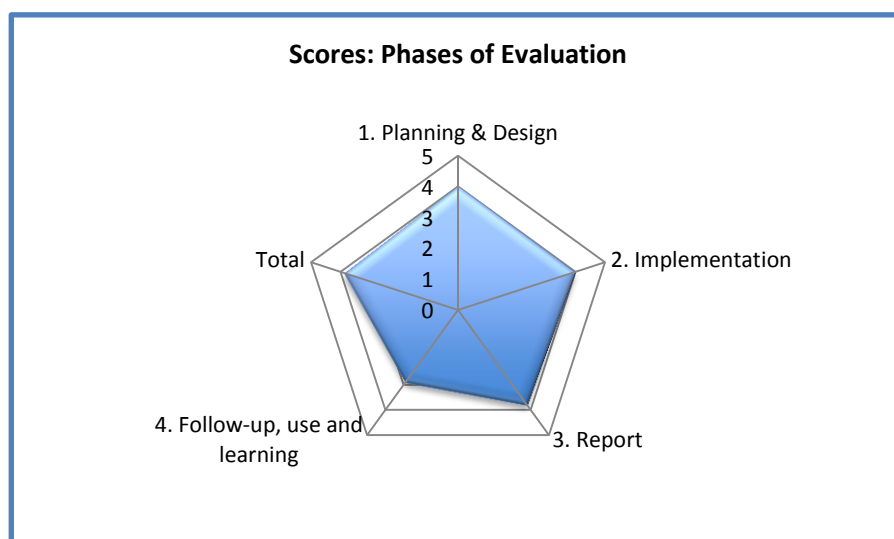 Scores: Phases of Evaluation
1. Planning & Design
5
4
3
2
1
0
Total
2. Implementation
4. Follow-up, use and
learning
3. Report